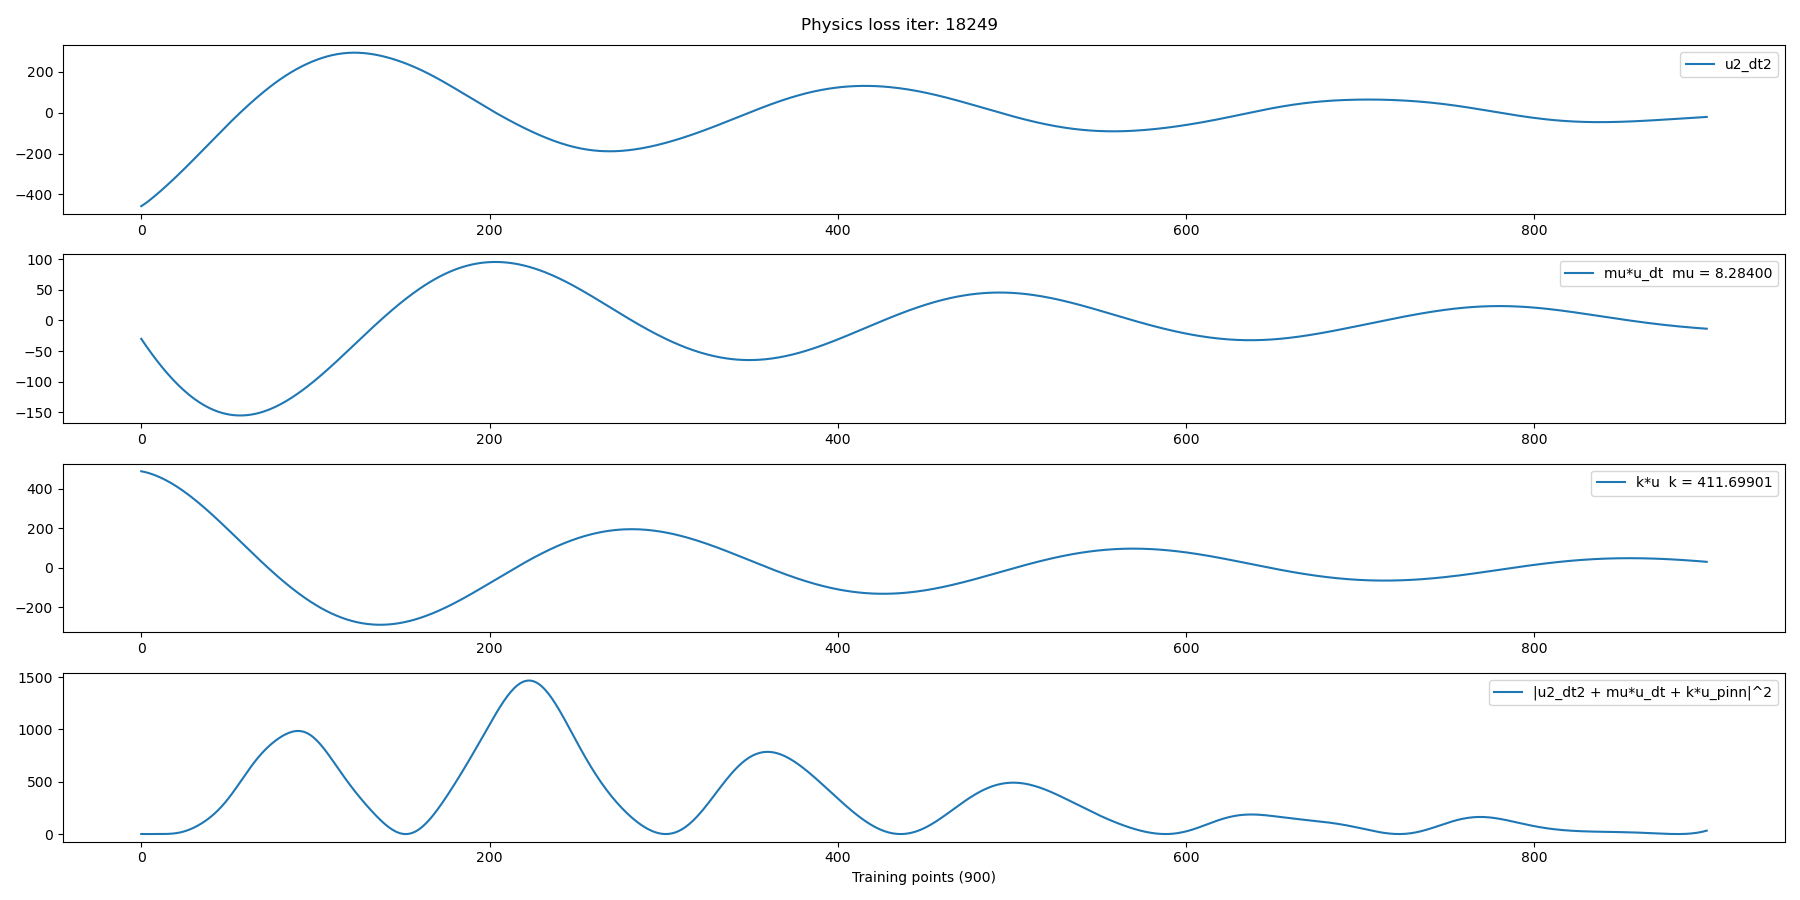 Physics loss iter: 18249
u2_dt2
200
0
−200
−400
0 200 400 600 800
mu*u_dt  mu = 8.28400
100
50
0
−50
−100
−150
0 200 400 600 800
k*u  k = 411.69901
400
200
0
−200
0 200 400 600 800
|u2_dt2 + mu*u_dt + k*u_pinn|^2
1500
1000
500
0
0 200 400 600 800
Training points (900)